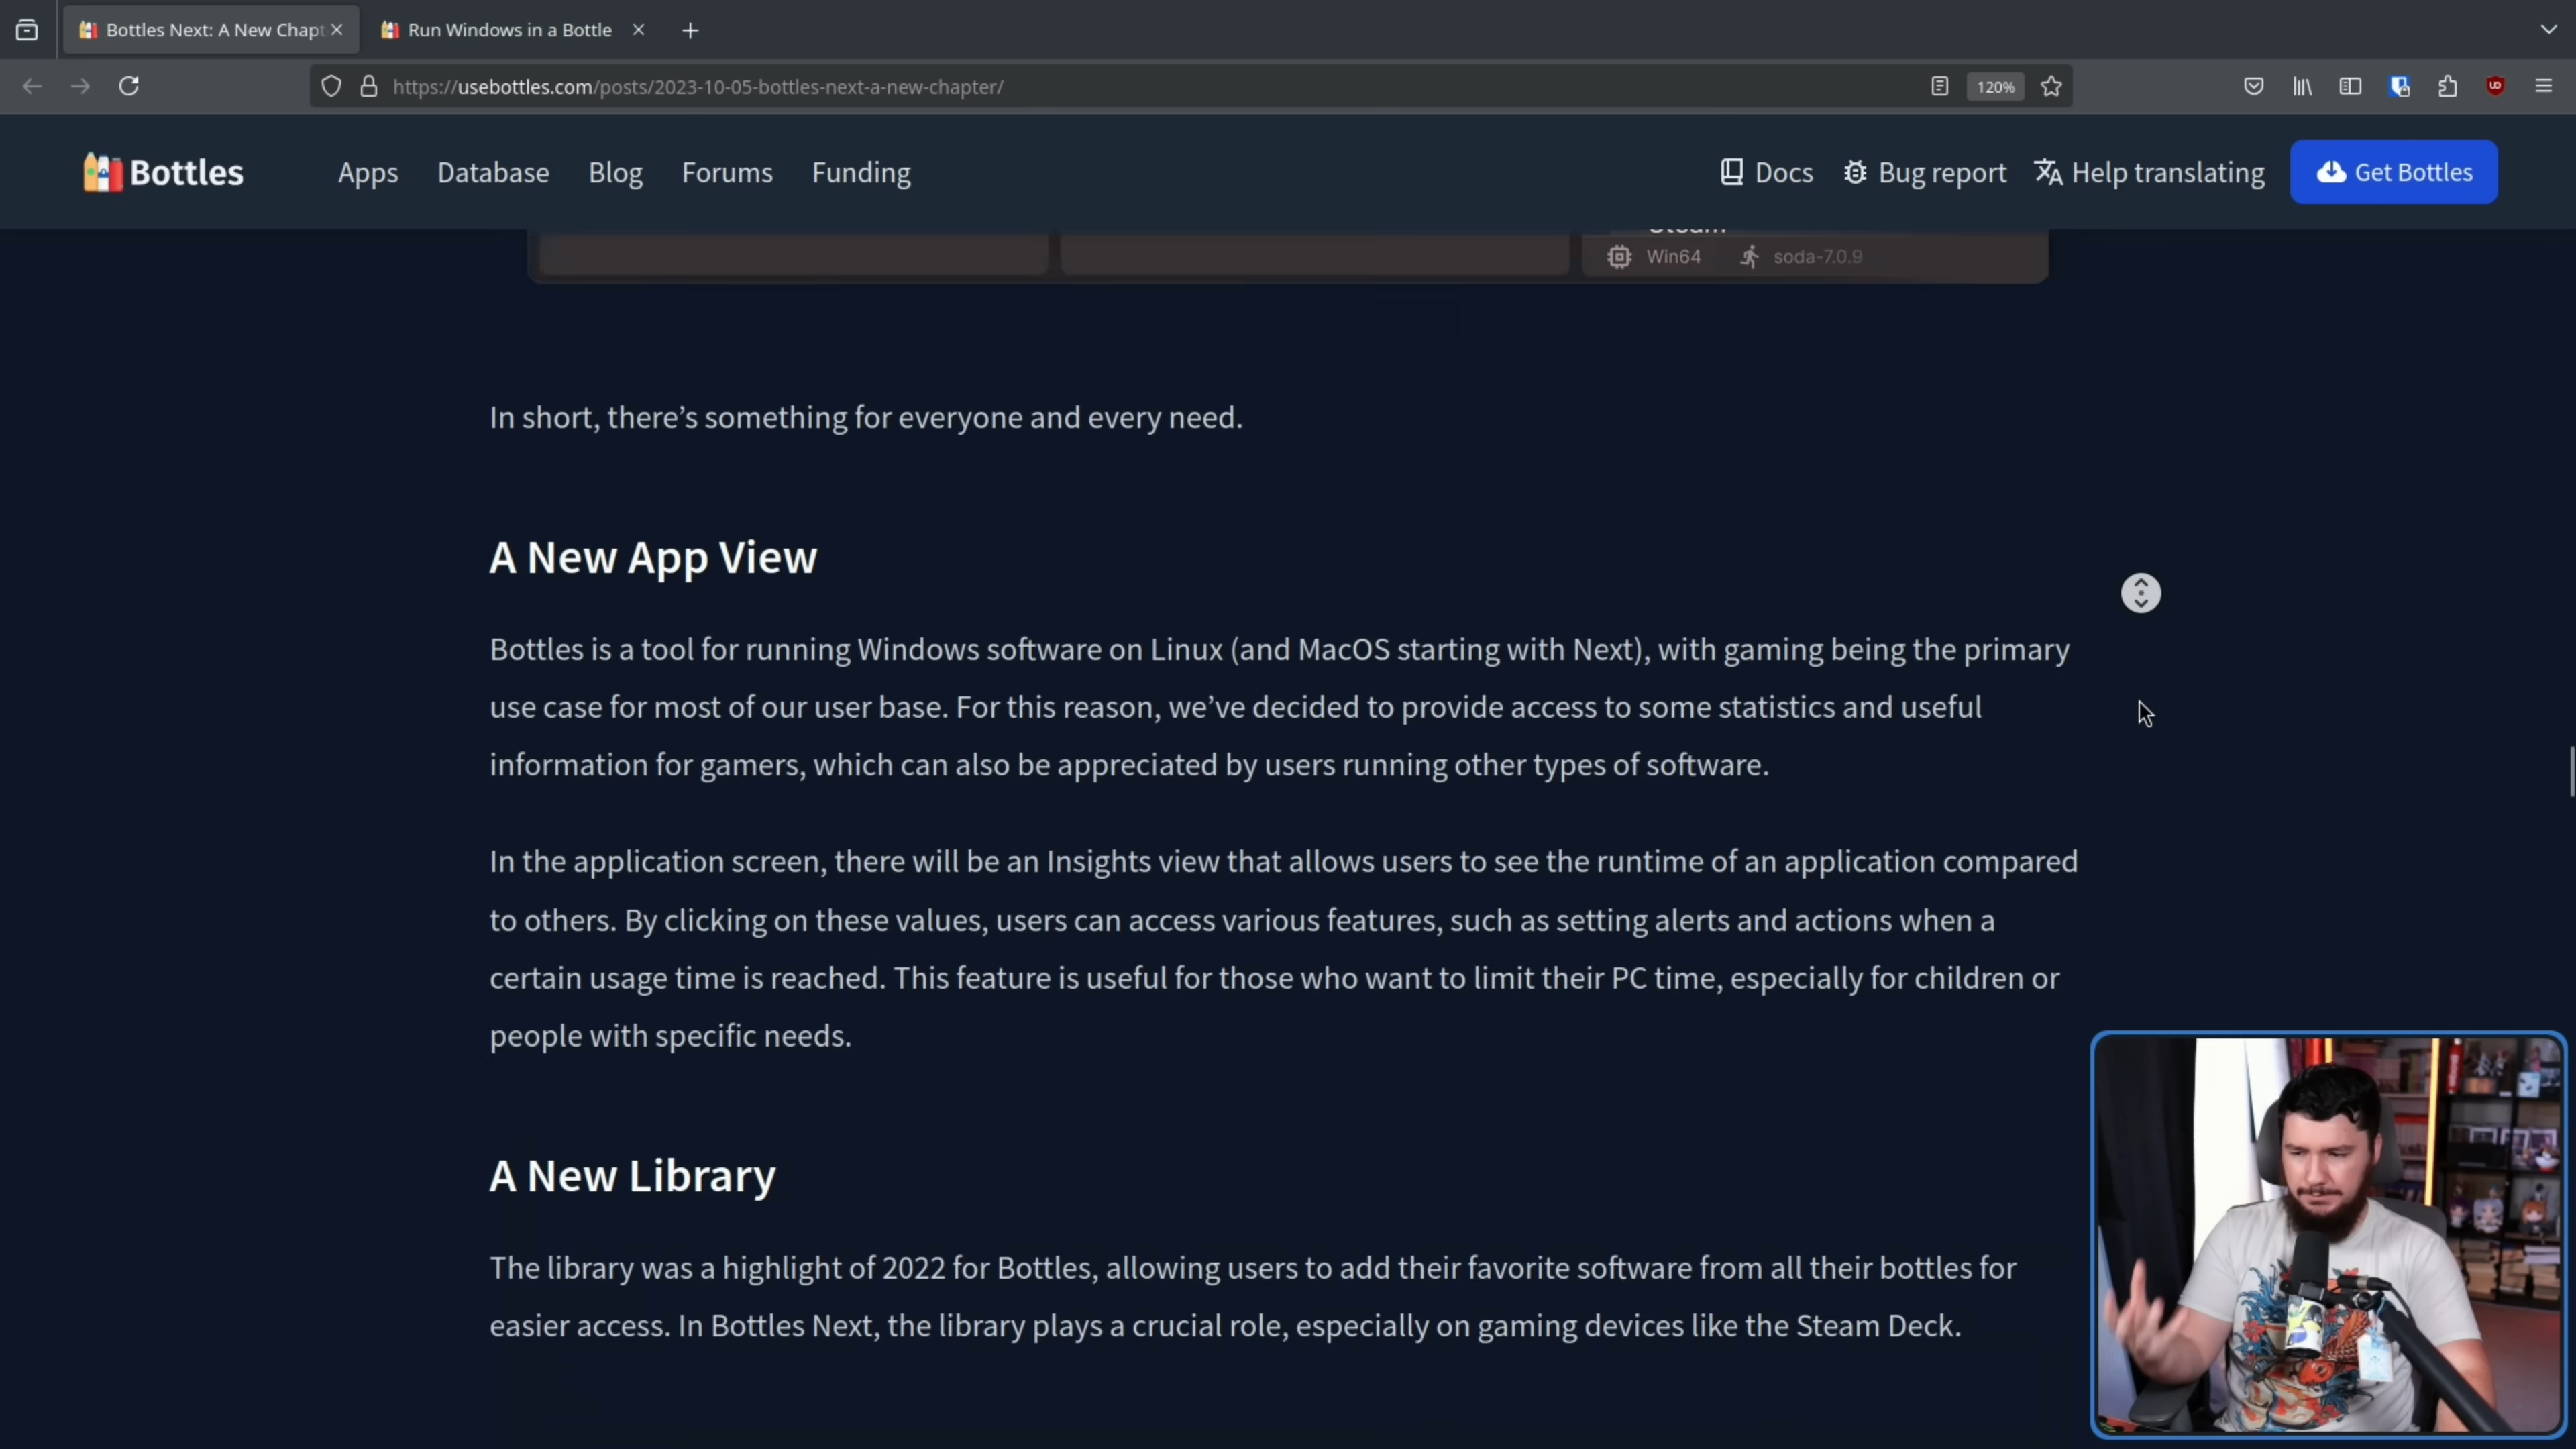 Bottles Next: A New Chapt
Run Windows in a Bottle
https://usebottles.com/posts/2023-10-05-bottles-next-a-new-chapter/
120%
Bottles
Apps
Database
Blog
Forums
Funding
Docs
Bug report
Help translating
Get Bottles
Steam
Win64
soda-7.0.9
In short, there’s something for everyone and every need.
A New App View
Bottles is a tool for running Windows software on Linux (and MacOS starting with Next), with gaming being the primary
use case for most of our user base. For this reason, we’ve decided to provide access to some statistics and useful
information for gamers, which can also be appreciated by users running other types of software.
In the application screen, there will be an Insights view that allows users to see the runtime of an application compared
to others. By clicking on these values, users can access various features, such as setting alerts and actions when a
certain usage time is reached. This feature is useful for those who want to limit their PC time, especially for children or
people with specific needs.
A New Library
The library was a highlight of 2022 for Bottles, allowing users to add their favorite software from all their bottles for
easier access. In Bottles Next, the library plays a crucial role, especially on gaming devices like the Steam Deck.